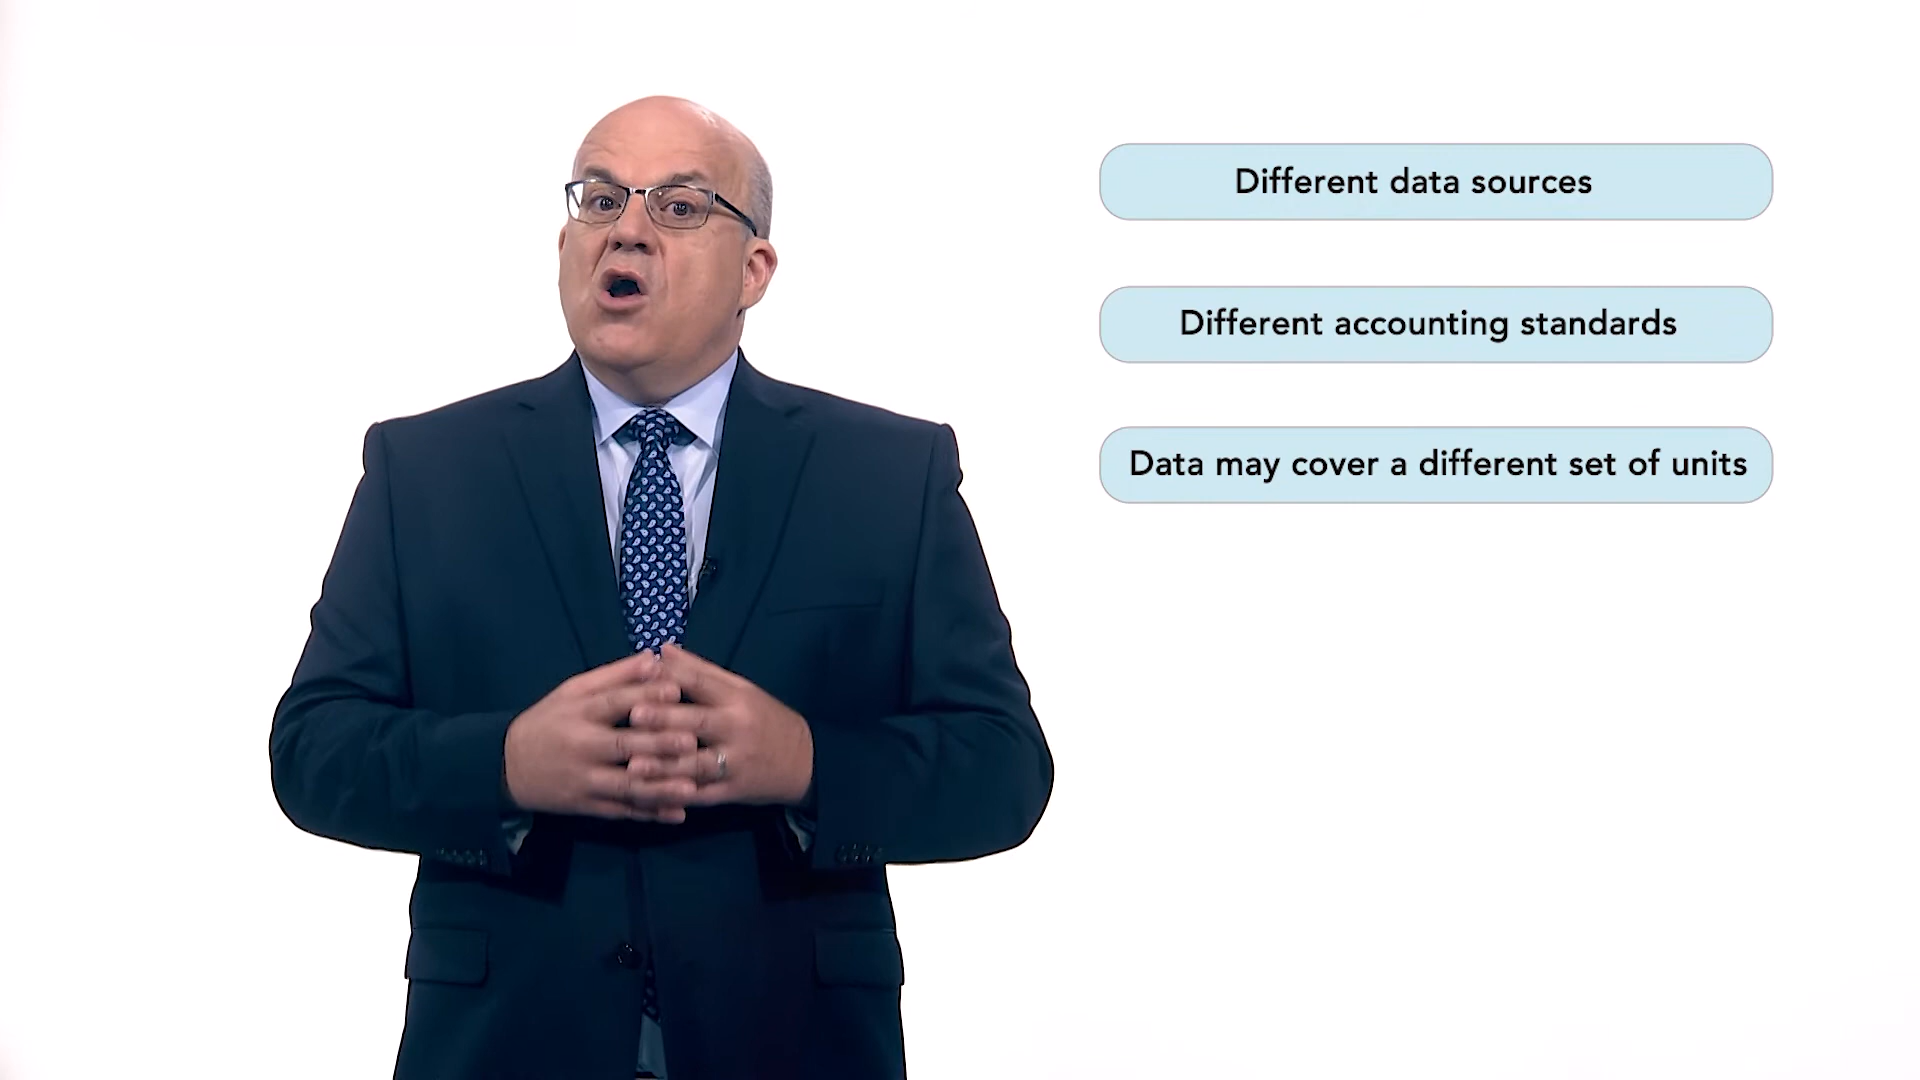 Different data sources
Different accounting standards
Data may cover a different set of units